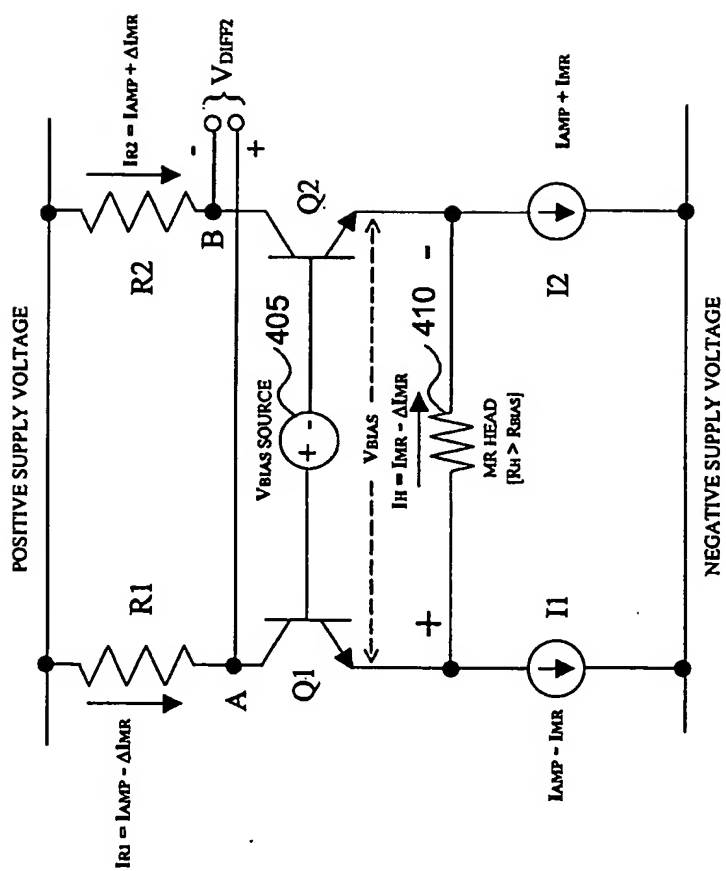 POSITIVE SUPPLY VOLTAGE
IR1 = IAMP - ΔIMR
R1
R2
IR2 = IAMP + ΔIMR
A
B
-
+
VDIFF2
Q1
Q2
VBIAS SOURCE
405
+ -
VBIAS
IH = IMR - ΔIMR
410
+
-
MR HEAD
[RH > RBIAS]
IAMP - IMR
I1
I2
IAMP + IMR
NEGATIVE SUPPLY VOLTAGE